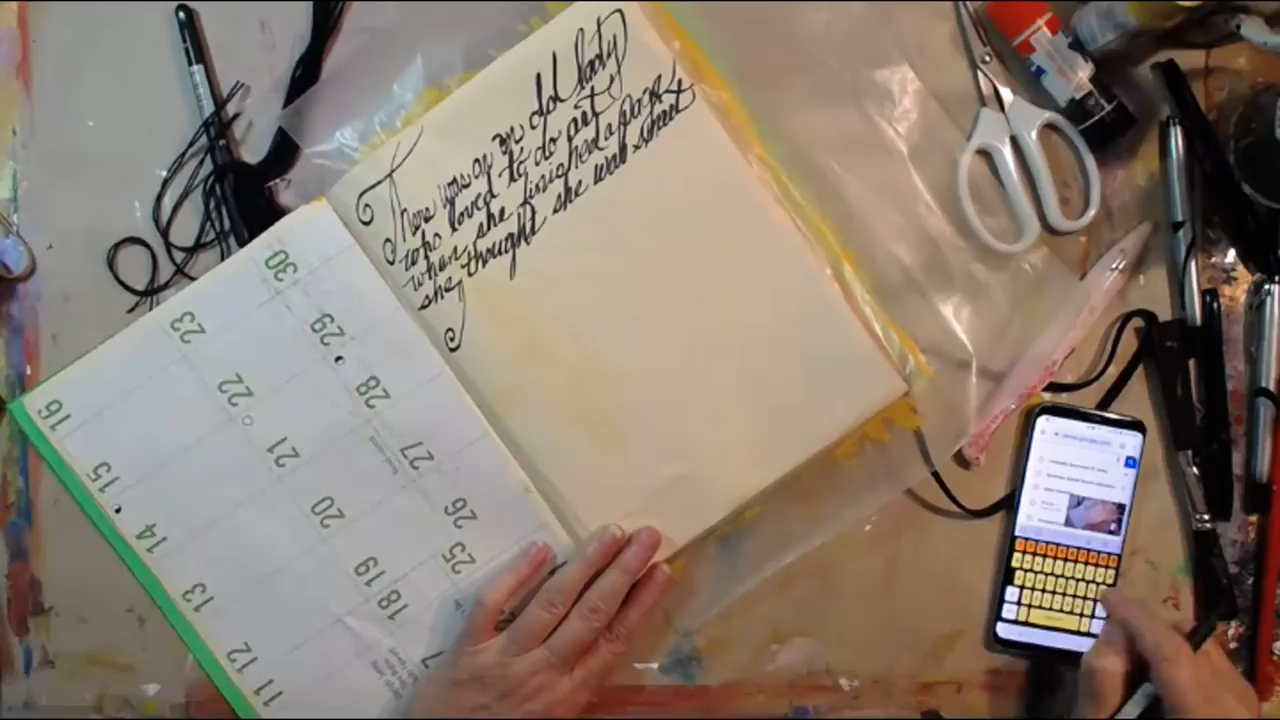 There was an an old lady
who loved to do art
when she finished a page
she thought she was smart
11 12 13 14 15 16
18 19 20 21 22 23
25 26 27 28 29 30